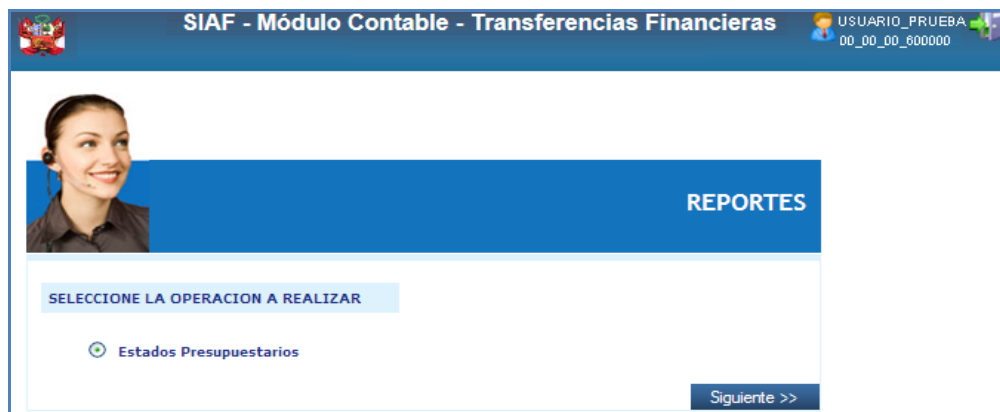 SIAF - Módulo Contable - Transferencias Financieras
USUARIO_PRUEBA
00_00_00_600000
REPORTES
SELECCIONE LA OPERACION A REALIZAR
Estados Presupuestarios
Siguiente >>